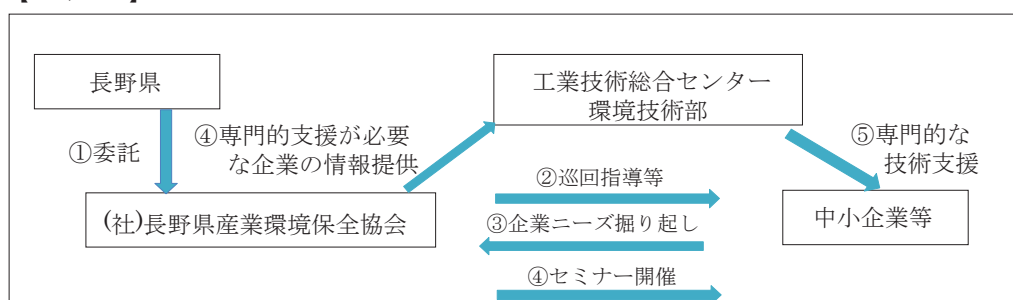 長野県
工業技術総合センター
環境技術部
①委託
④専門的支援が必要
な企業の情報提供
⑤専門的な
技術支援
②巡回指導等
(社)長野県産業環境保全協会
③企業ニーズ掘り起し
中小企業等
④セミナー開催